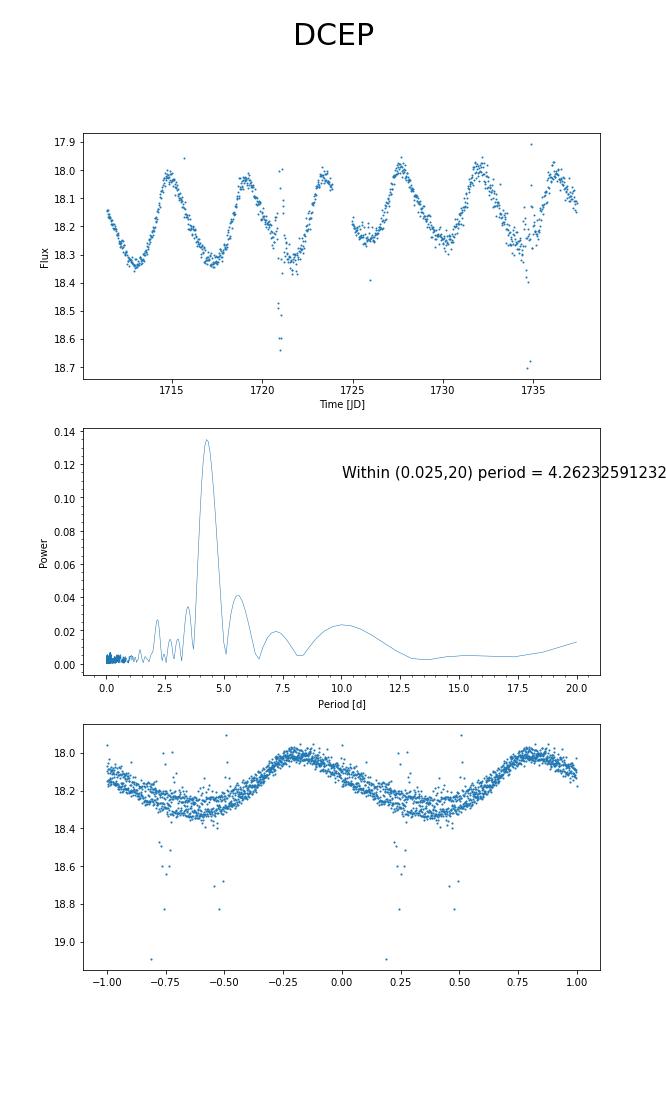 DCEP
17.9
18.0
18.1
18.2
18.3
18.4
18.5
18.6
18.7
Flux
1715 1720 1725 1730 1735
Time [JD]
0.14
0.12
0.10
0.08
0.06
0.04
0.02
0.00
Power
Within (0.025,20) period = 4.26232591232
0.0 2.5 5.0 7.5 10.0 12.5 15.0 17.5 20.0
Period [d]
18.0
18.2
18.4
18.6
18.8
19.0
−1.00 −0.75 −0.50 −0.25 0.00 0.25 0.50 0.75 1.00